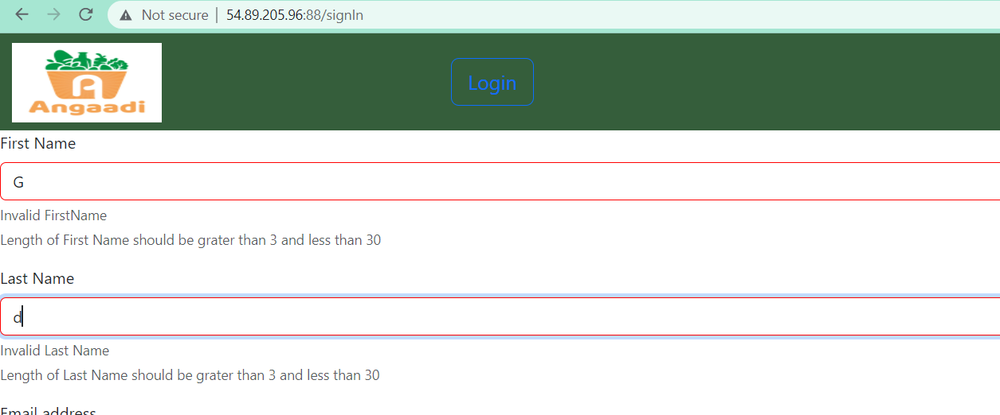 Not secure | 54.89.205.96:88/signIn
A
Angaadi
Login
First Name
G
Invalid FirstName
Length of First Name should be grater than 3 and less than 30
Last Name
d
Invalid Last Name
Length of Last Name should be grater than 3 and less than 30
Email address